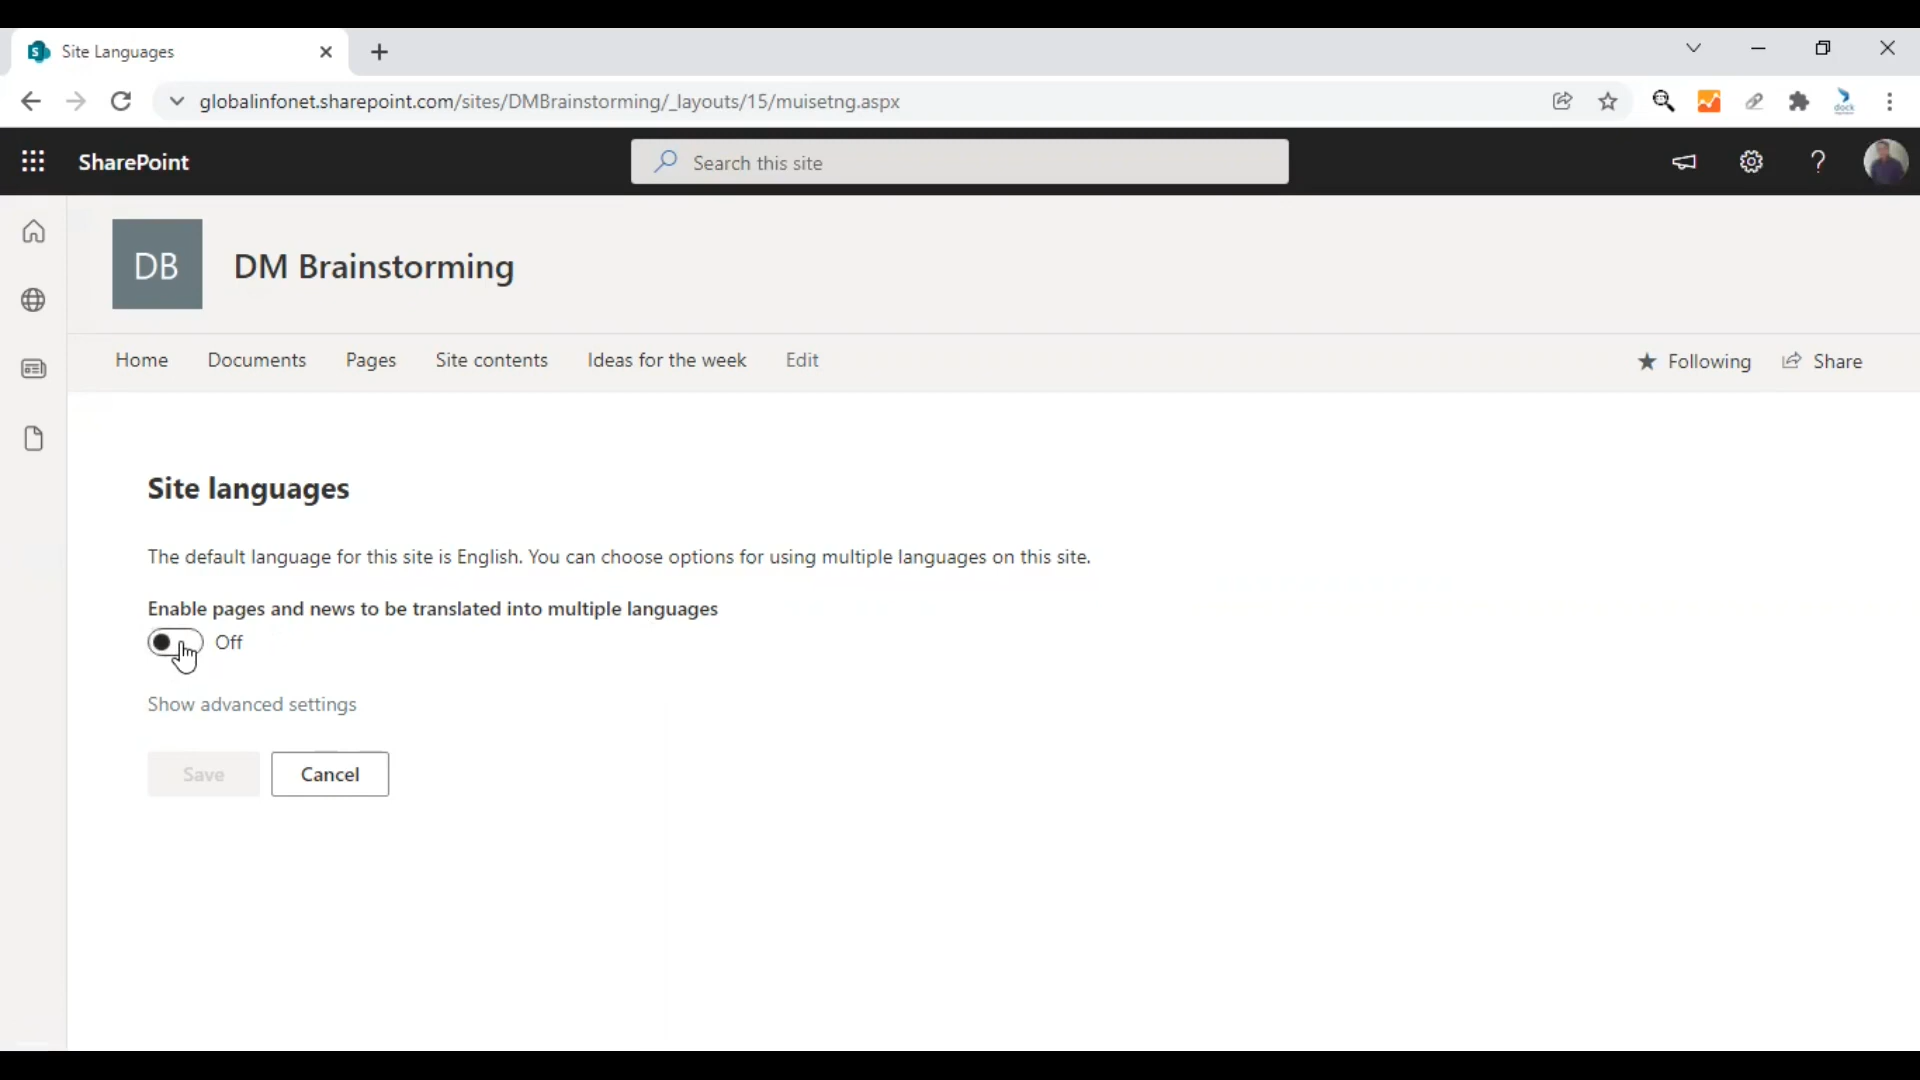 Site Languages
globalinfonet.sharepoint.com/sites/DMBrainstorming/_layouts/15/muisetng.aspx
dock
SharePoint
Search this site
DB
DM Brainstorming
Home Documents Pages Site contents Ideas for the week Edit Following Share
Site languages
The default language for this site is English. You can choose options for using multiple languages on this site.
Enable pages and news to be translated into multiple languages
Off
Show advanced settings
Save Cancel